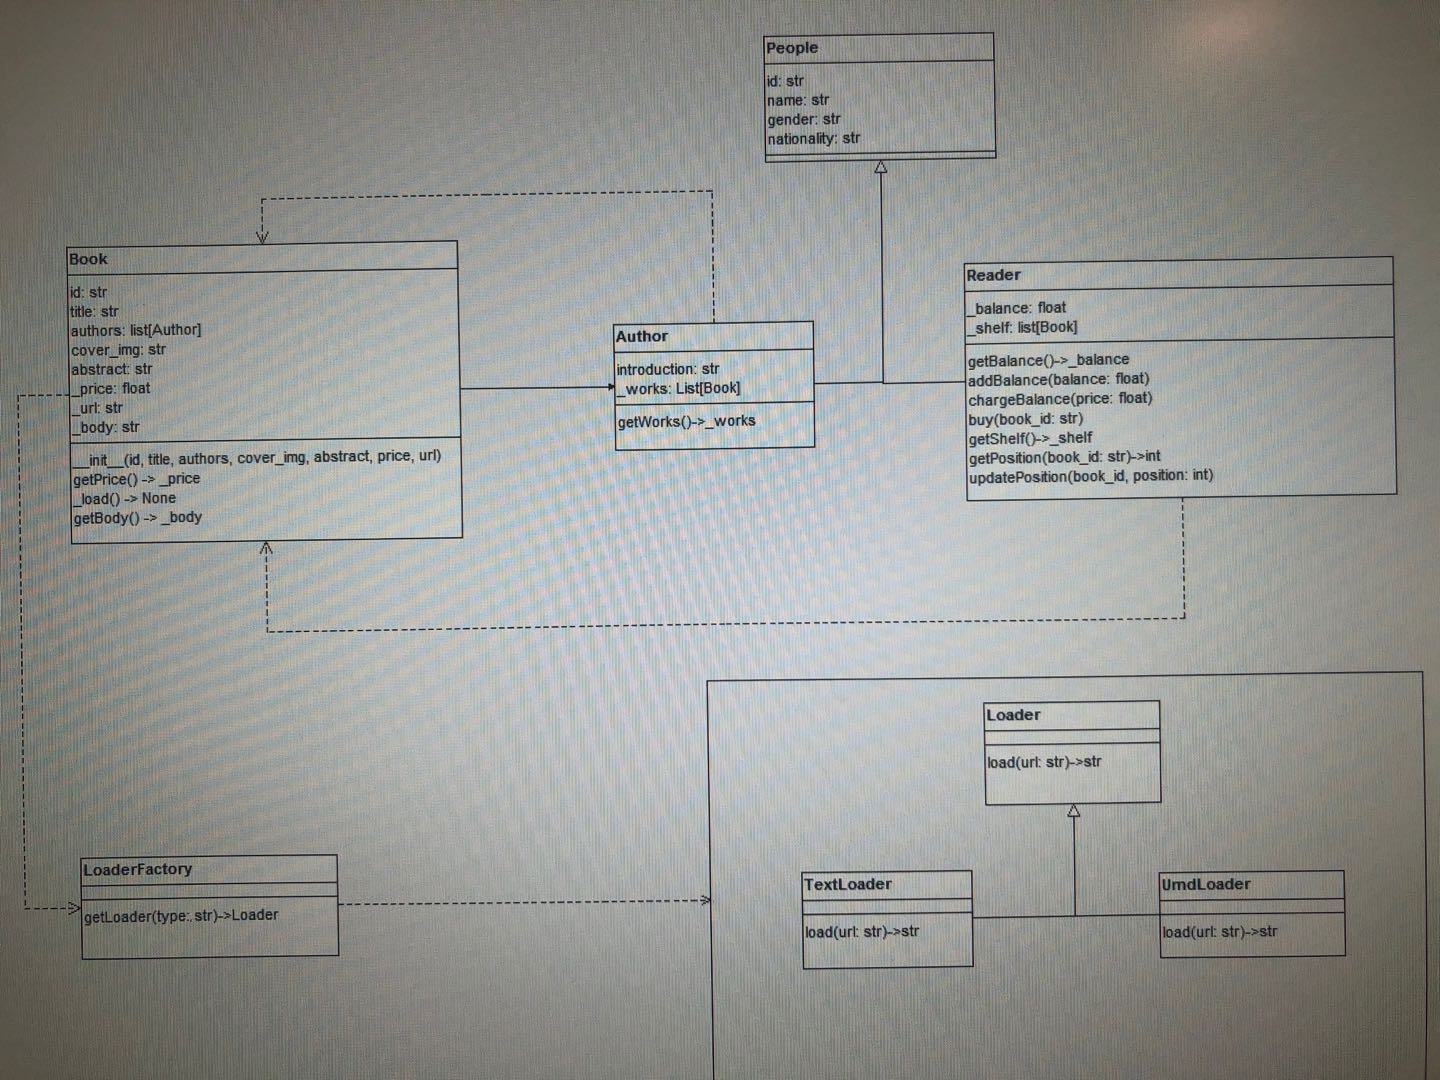 People
id: str
name: str
gender: str
nationality: str
Book
id: str
title: str
authors: list[Author]
cover_img: str
abstract: str
_price: float
_url: str
_body: str
__init__(id, title, authors, cover_img, abstract, price, url)
getPrice() -> _price
_load() -> None
getBody() -> _body
Author
introduction: str
_works: List[Book]
getWorks()->_works
Reader
_balance: float
_shelf: list[Book]
getBalance()->_balance
addBalance(balance: float)
chargeBalance(price: float)
buy(book_id: str)
getShelf()->_shelf
getPosition(book_id: str)->int
updatePosition(book_id, position: int)
Loader
load(url: str)->str
LoaderFactory
getLoader(type:, str)->Loader
TextLoader
load(url: str)->str
UmdLoader
load(url: str)->str